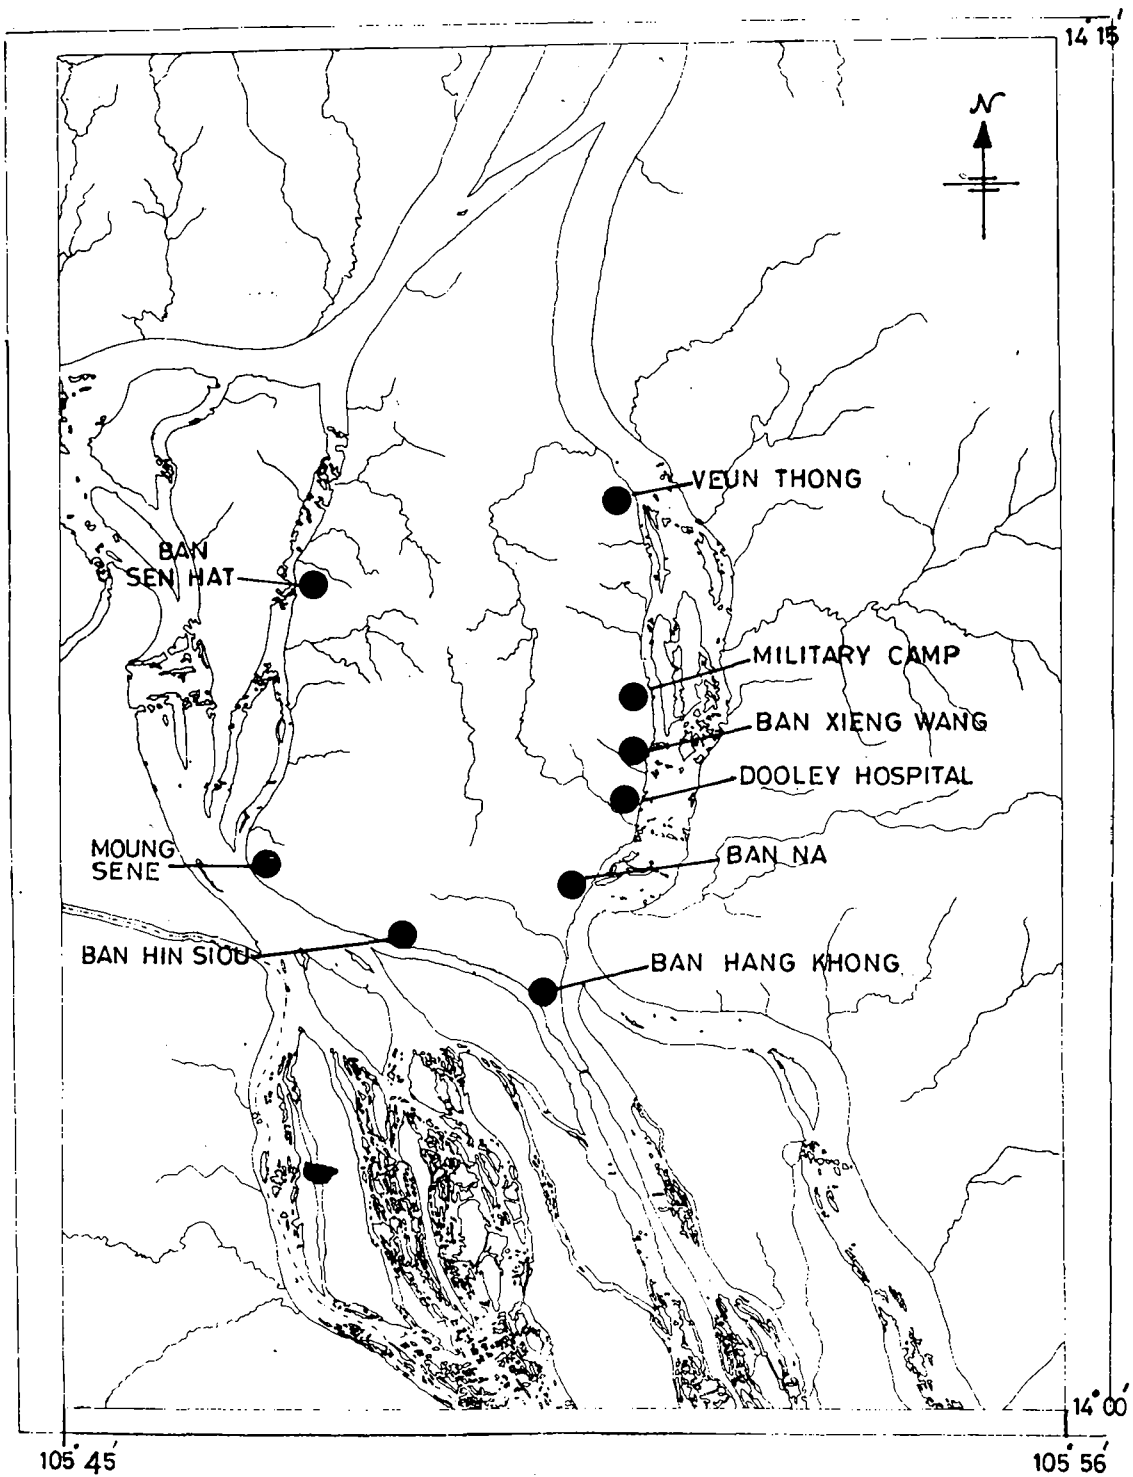 14° 15′
N
VEUN THONG
BAN
SEN HAT
MILITARY CAMP
BAN XIENG WANG
DOOLEY HOSPITAL
MOUNG
SENE
BAN NA
BAN HIN SIOU
BAN HANG KHONG
14° 00′
105° 45′
105° 56′